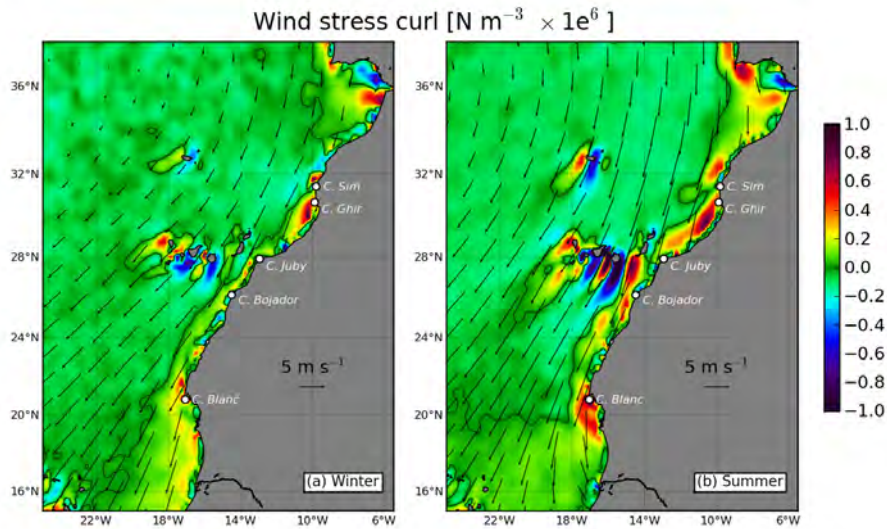 Wind stress curl [N m⁻³ × 1e⁶ ]
36°N
32°N
28°N
24°N
20°N
16°N
C. Sim
C. Ghir
C. Juby
C. Bojador
5 m s⁻¹
C. Blanc
(a) Winter
22°W
17°W
14°W
10°W
6°W
36°N
32°N
28°N
24°N
20°N
16°N
C. Sim
C. Ghir
C. Juby
C. Bojador
5 m s⁻¹
C. Blanc
(b) Summer
22°W
17°W
14°W
10°W
6°W
1.0
0.8
0.6
0.4
0.2
0.0
−0.2
−0.4
−0.6
−0.8
−1.0